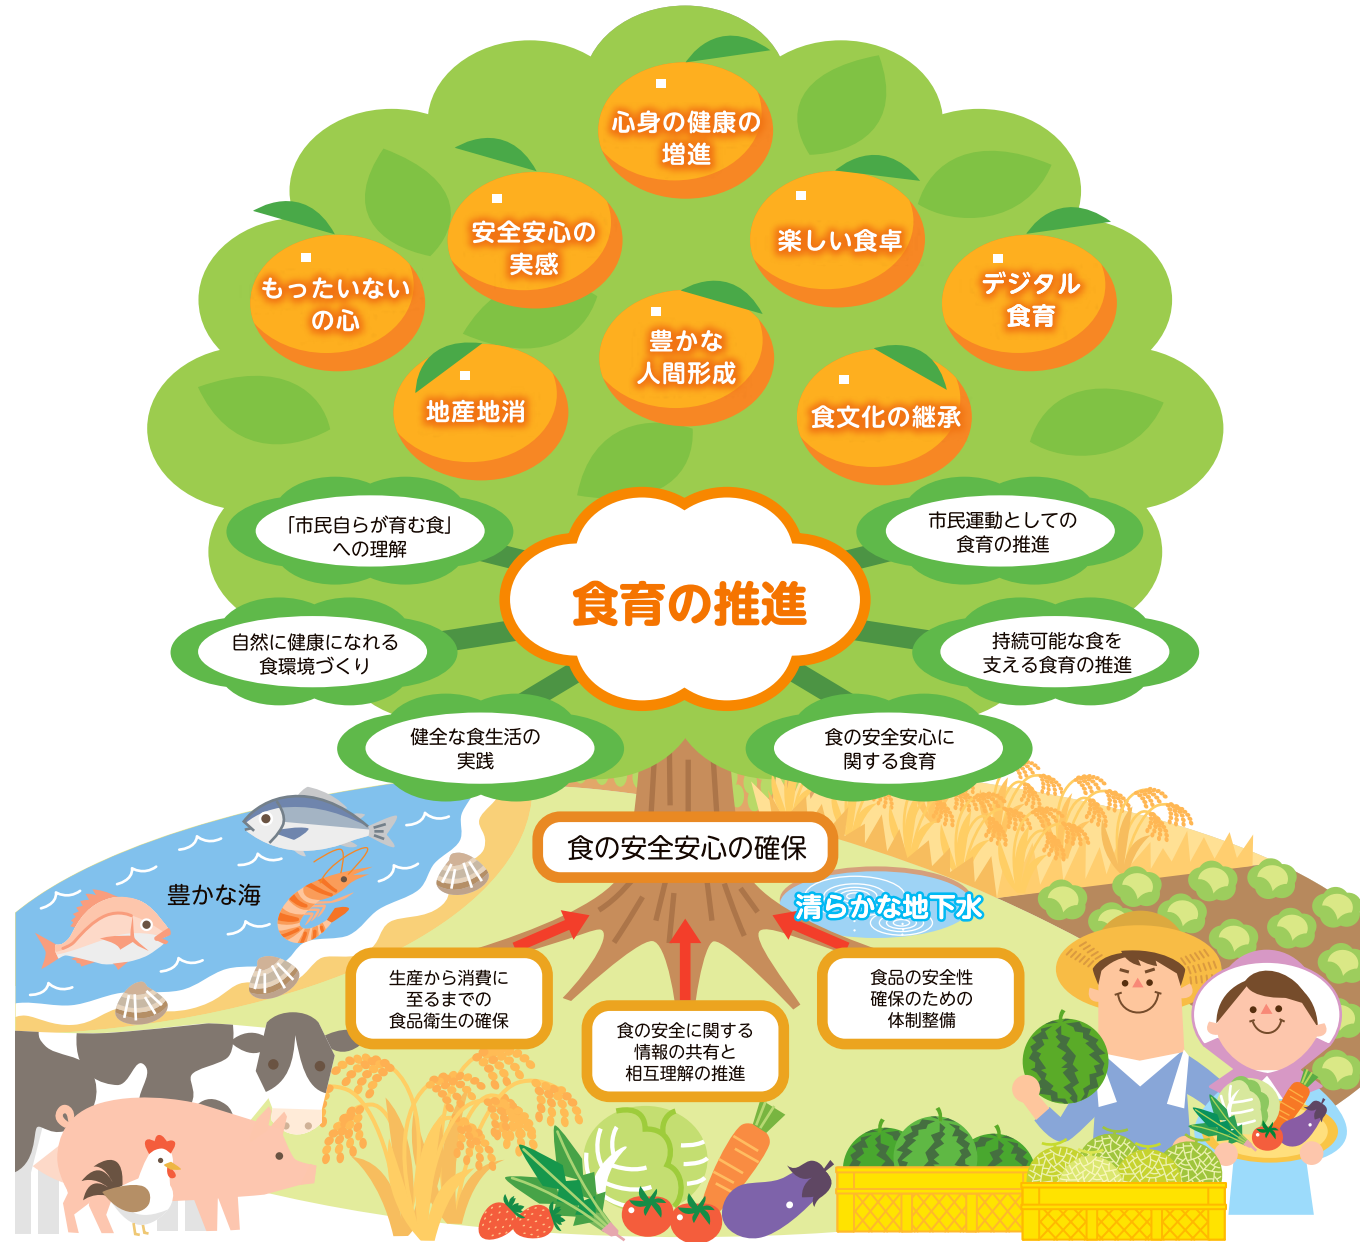 心身の健康の
増進
安全安心の
実感
楽しい食卓
もったいない
の心
デジタル
食育
豊かな
人間形成
地産地消
食文化の継承
「市民自らが育む食」
への理解
市民運動としての
食育の推進
食育の推進
自然に健康になれる
食環境づくり
持続可能な食を
支える食育の推進
健全な食生活の
実践
食の安全安心に
関する食育
食の安全安心の確保
豊かな海
清らかな地下水
生産から消費に
至るまでの
食品衛生の確保
食の安全に関する
情報の共有と
相互理解の推進
食品の安全性
確保のための
体制整備